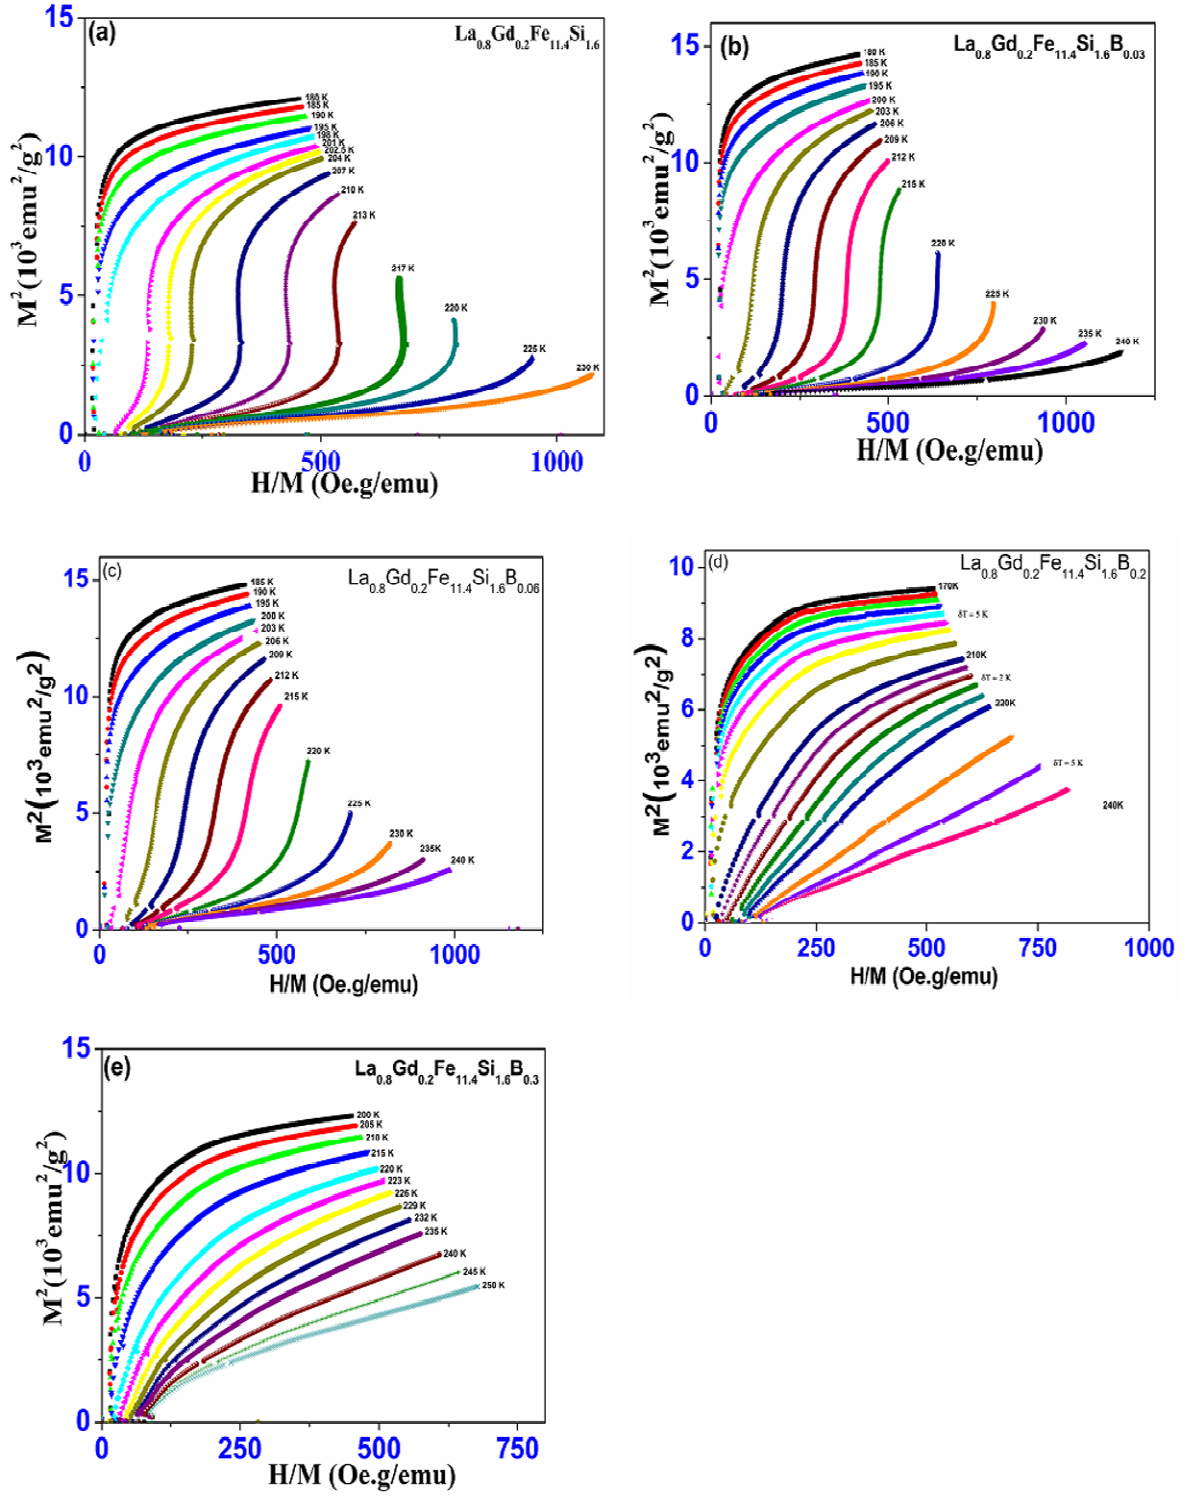 (a)
La0.8Gd0.2Fe11.4Si1.6
M2(103emu2/g2)
15
10
5
0
0
500
1000
H/M (Oe.g/emu)
180 K
185 K
190 K
195 K
198 K
201 K
202.5 K
204 K
207 K
210 K
213 K
217 K
220 K
225 K
230 K
(b)
La0.8Gd0.2Fe11.4Si1.6B0.03
M2(103emu2/g2)
15
10
5
0
0
500
1000
H/M (Oe.g/emu)
180 K
185 K
190 K
195 K
200 K
203 K
206 K
209 K
212 K
215 K
220 K
225 K
230 K
235 K
240 K
(c)
La0.8Gd0.2Fe11.4Si1.6B0.06
M2(103emu2/g2)
15
10
5
0
0
500
1000
H/M (Oe.g/emu)
185 K
190 K
195 K
200 K
203 K
206 K
209 K
212 K
215 K
220 K
225 K
230 K
235K
240 K
(d)
La0.8Gd0.2Fe11.4Si1.6B0.2
M2(103emu2/g2)
10
8
6
4
2
0
0
250
500
750
1000
H/M (Oe.g/emu)
170K
δT = 5 K
210K
δT = 2 K
220K
δT = 5 K
240K
(e)
La0.8Gd0.2Fe11.4Si1.6B0.3
M2(103emu2/g2)
15
10
5
0
0
250
500
750
H/M (Oe.g/emu)
200 K
205 K
210 K
215 K
220 K
223 K
226 K
229 K
232 K
235 K
240 K
245 K
250 K